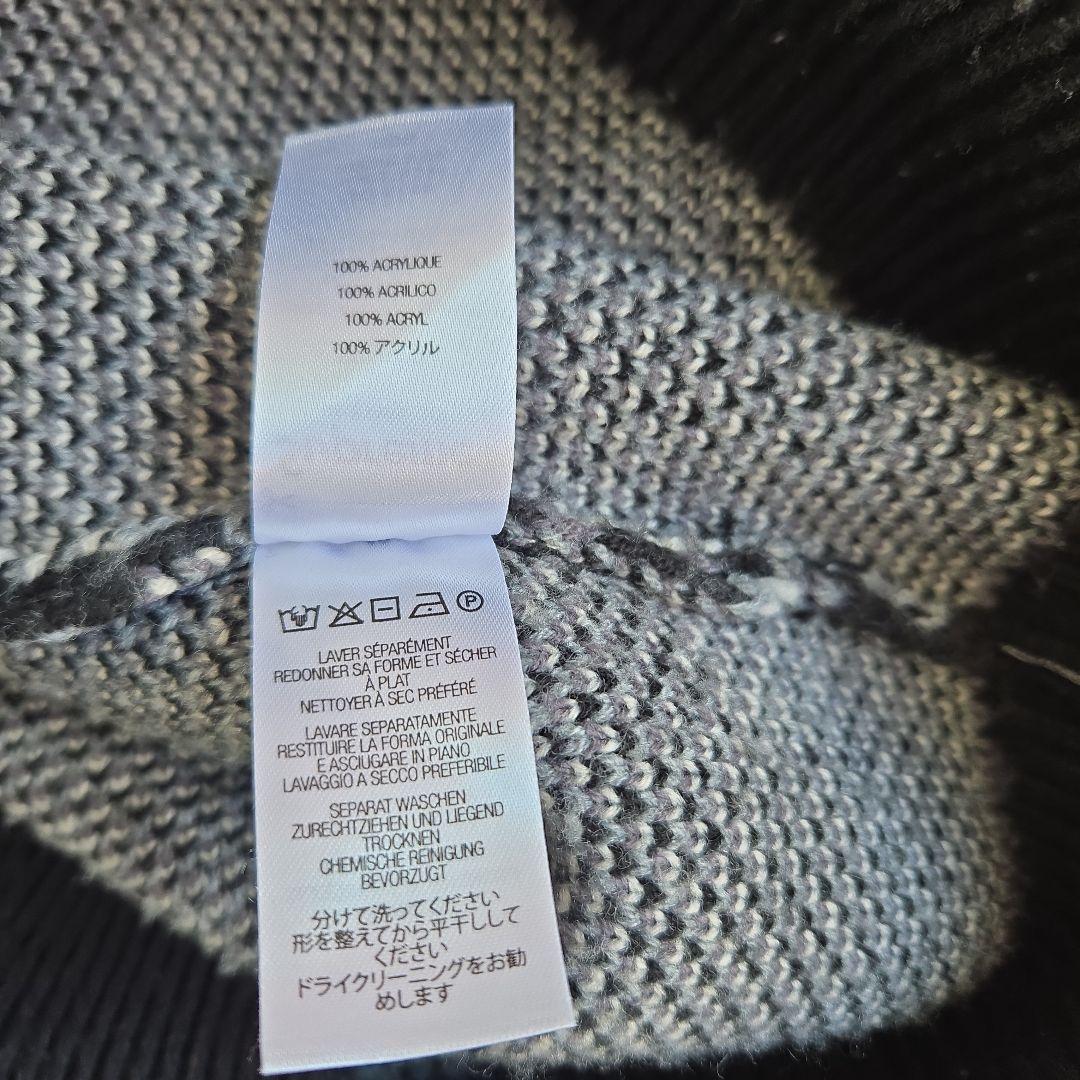 100% ACRYLIQUE
100% ACRILICO
100% ACRYL
100% アクリル
P
LAVER SÉPARÉMENT
REDONNER SA FORME ET SÉCHER
À PLAT
NETTOYER À SEC PRÉFÉRÉ
LAVARE SEPARATAMENTE
RESTITUIRE LA FORMA ORIGINALE
E ASCIUGARE IN PIANO
LAVAGGIO A SECCO PREFERIBILE
SEPARAT WASCHEN
ZURECHTZIEHEN UND LIEGEND
TROCKNEN
CHEMISCHE REINIGUNG
BEVORZUGT
分けて洗ってください
形を整えてから平干しして
ください
ドライクリーニングをお勧
めします